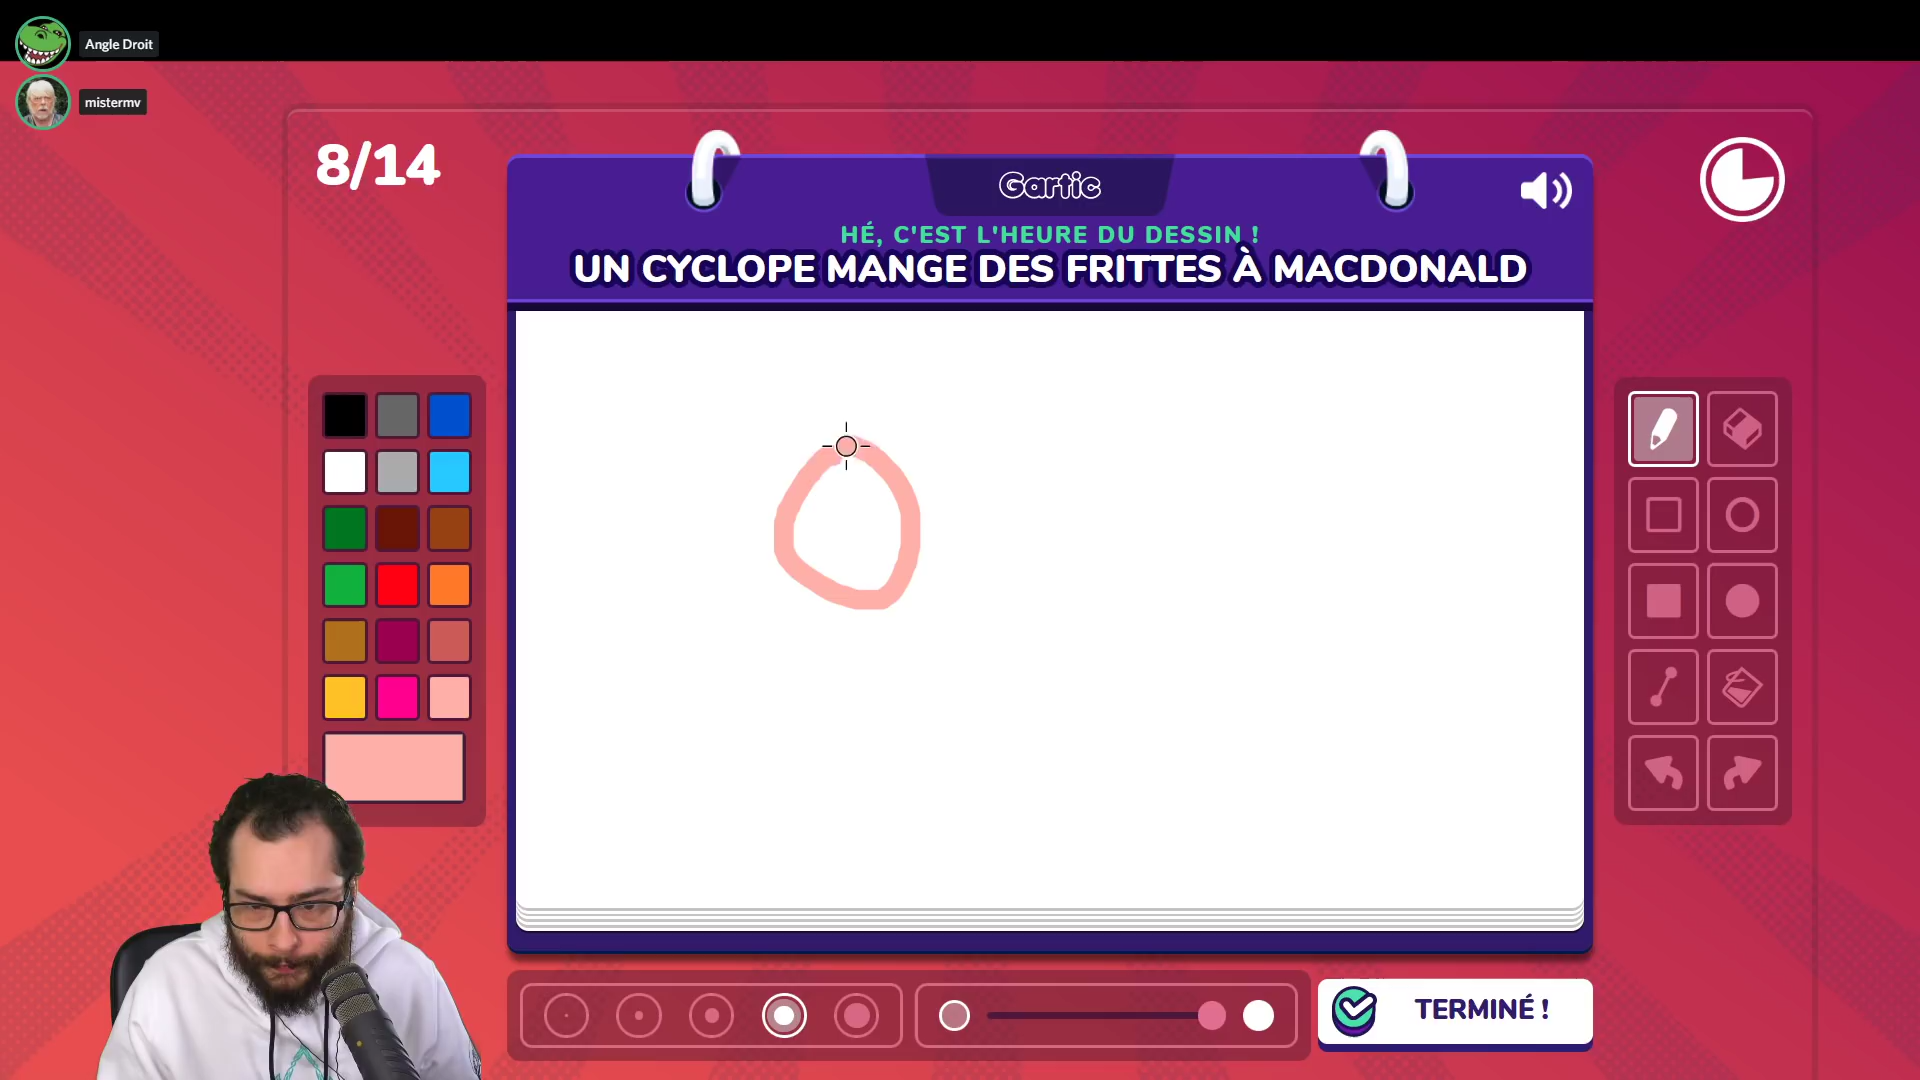 Angle Droit
mistermv
8/14
Gartic
HÉ, C'EST L'HEURE DU DESSIN !
UN CYCLOPE MANGE DES FRITTES À MACDONALD
TERMINÉ !